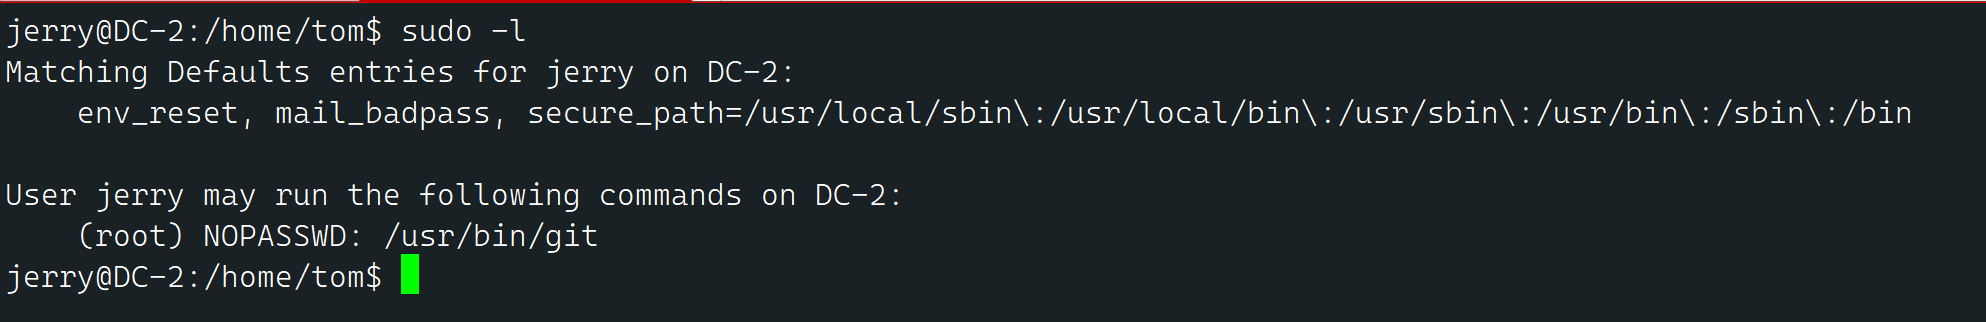 jerry@DC-2:/home/tom$ sudo -l
Matching Defaults entries for jerry on DC-2:
    env_reset, mail_badpass, secure_path=/usr/local/sbin\:/usr/local/bin\:/usr/sbin\:/usr/bin\:/sbin\:/bin

User jerry may run the following commands on DC-2:
    (root) NOPASSWD: /usr/bin/git
jerry@DC-2:/home/tom$